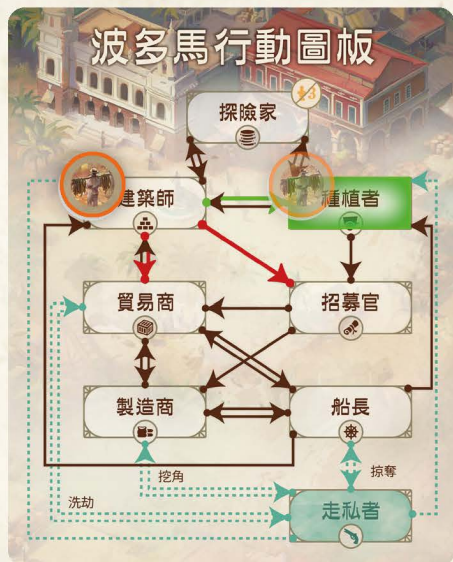 波多馬行動圖板
探險家
3
建築師
種植者
貿易商
招募官
製造商
船長
挖角
掠奪
洗劫
走私者